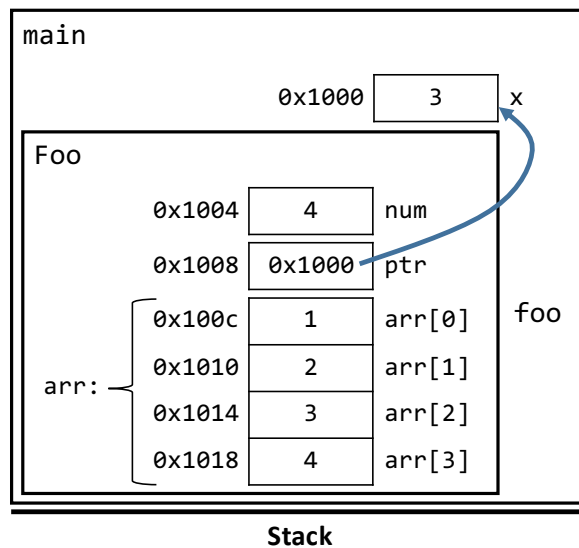 main
0x1000 3 x
Foo
0x1004 4 num
0x1008 0x1000 ptr
0x100c 1 arr[0]
foo
0x1010 2 arr[1]
arr:
0x1014 3 arr[2]
0x1018 4 arr[3]
Stack